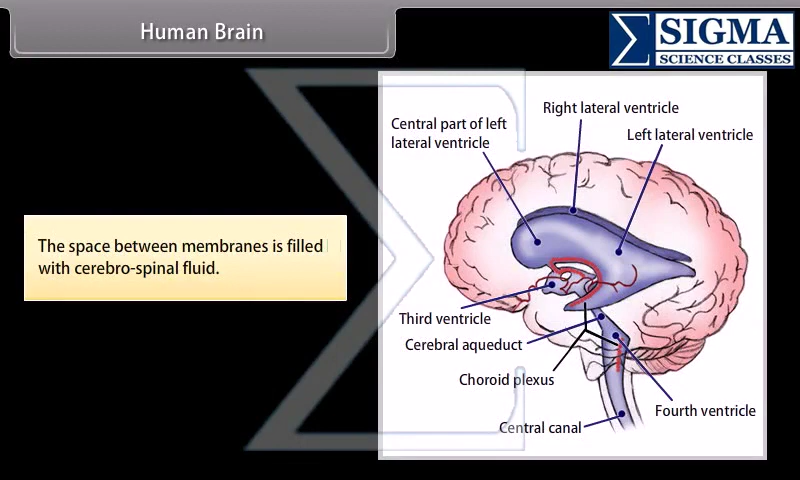 Human Brain
SIGMA
SCIENCE CLASSES
Right lateral ventricle
Central part of left
lateral ventricle
Left lateral ventricle
The space between membranes is filled
with cerebro-spinal fluid.
Third ventricle
Cerebral aqueduct
Choroid plexus
Fourth ventricle
Central canal